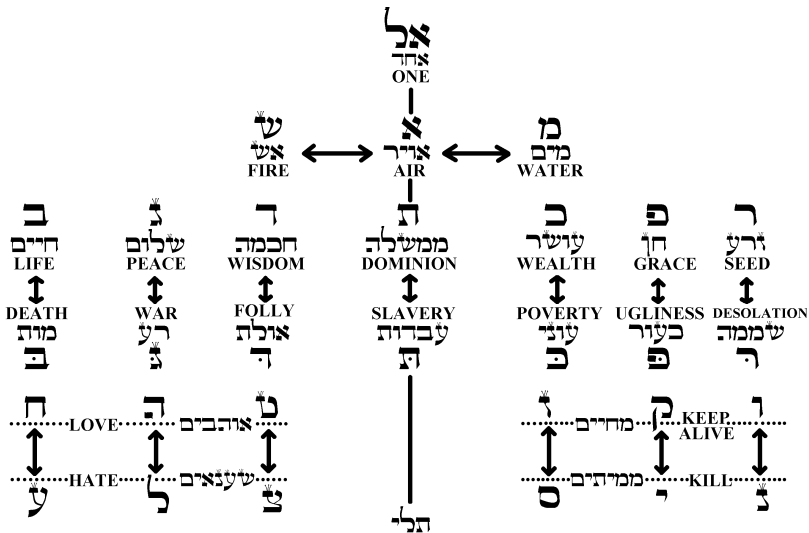 אל
אחד
ONE
ש א מ
אש אויר מים
FIRE AIR WATER
ב ג ד ת כ פ ר
חיים שלום חכמה ממשלה עושר חן זרע
LIFE PEACE WISDOM DOMINION WEALTH GRACE SEED
DEATH WAR FOLLY SLAVERY POVERTY UGLINESS DESOLATION
מות רע אולת עבדות עוני כעור שממה
בּ גּ דּ תּ כּ פּ רּ
ח ה ט ז ק ו
LOVE אוהבים מחיים KEEP
ALIVE
HATE שענאים ממיתים KILL
ע ל צ ס י נ
תלי